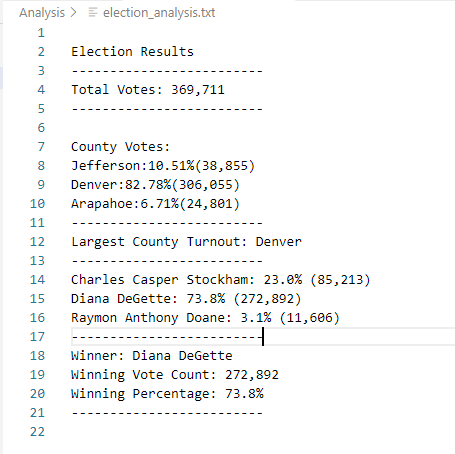 Analysis > election_analysis.txt
1
2 Election Results
3 -------------------------
4 Total Votes: 369,711
5 -------------------------
6
7 County Votes:
8 Jefferson:10.51%(38,855)
9 Denver:82.78%(306,055)
10 Arapahoe:6.71%(24,801)
11 -------------------------
12 Largest County Turnout: Denver
13 -------------------------
14 Charles Casper Stockham: 23.0% (85,213)
15 Diana DeGette: 73.8% (272,892)
16 Raymon Anthony Doane: 3.1% (11,606)
17 -------------------------
18 Winner: Diana DeGette
19 Winning Vote Count: 272,892
20 Winning Percentage: 73.8%
21 -------------------------
22